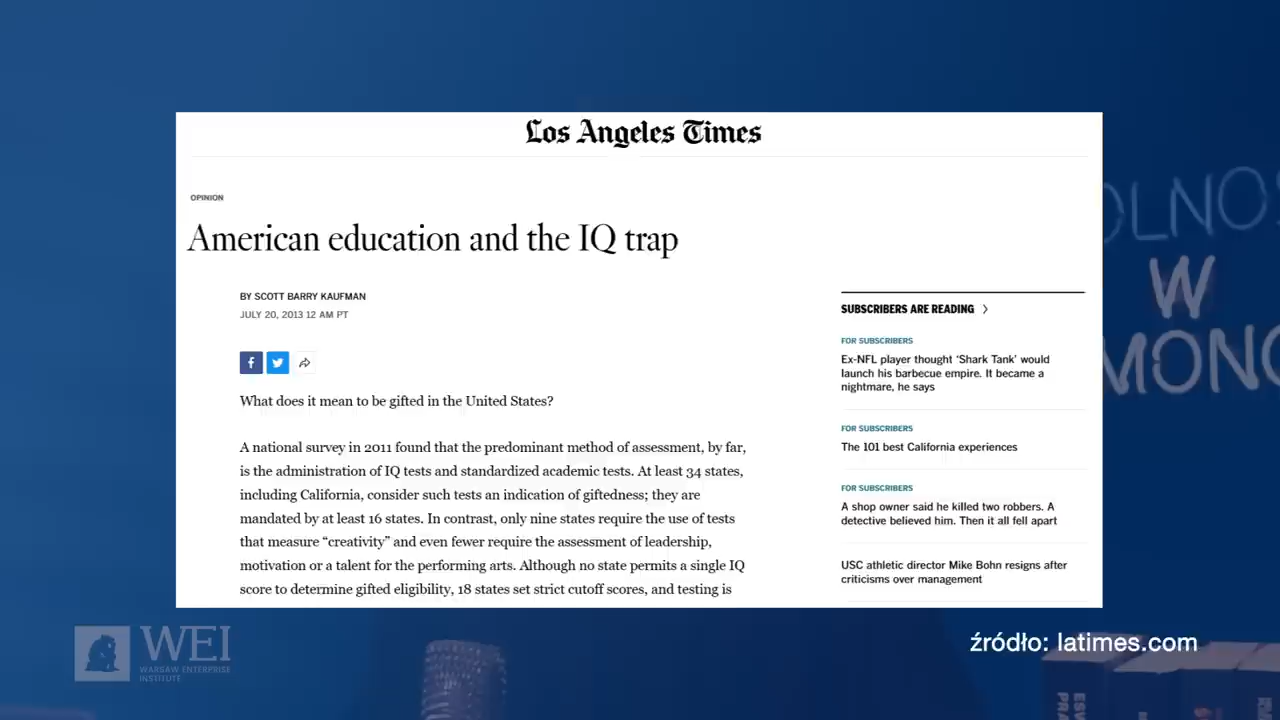 Los Angeles Times
OPINION
American education and the IQ trap
BY SCOTT BARRY KAUFMAN
JULY 20, 2013 12 AM PT
What does it mean to be gifted in the United States?
A national survey in 2011 found that the predominant method of assessment, by far,
is the administration of IQ tests and standardized academic tests. At least 34 states,
including California, consider such tests an indication of giftedness; they are
mandated by at least 16 states. In contrast, only nine states require the use of tests
that measure “creativity” and even fewer require the assessment of leadership,
motivation or a talent for the performing arts. Although no state permits a single IQ
score to determine gifted eligibility, 18 states set strict cutoff scores, and testing is
SUBSCRIBERS ARE READING
FOR SUBSCRIBERS
Ex-NFL player thought ‘Shark Tank’ would
launch his barbecue empire. It became a
nightmare, he says
FOR SUBSCRIBERS
The 101 best California experiences
FOR SUBSCRIBERS
A shop owner said he killed two robbers. A
detective believed him. Then it all fell apart
USC athletic director Mike Bohn resigns after
criticisms over management
OLNOŚ
W
MONO
WEI
WARSAW ENTERPRISE
INSTITUTE
źródło: latimes.com